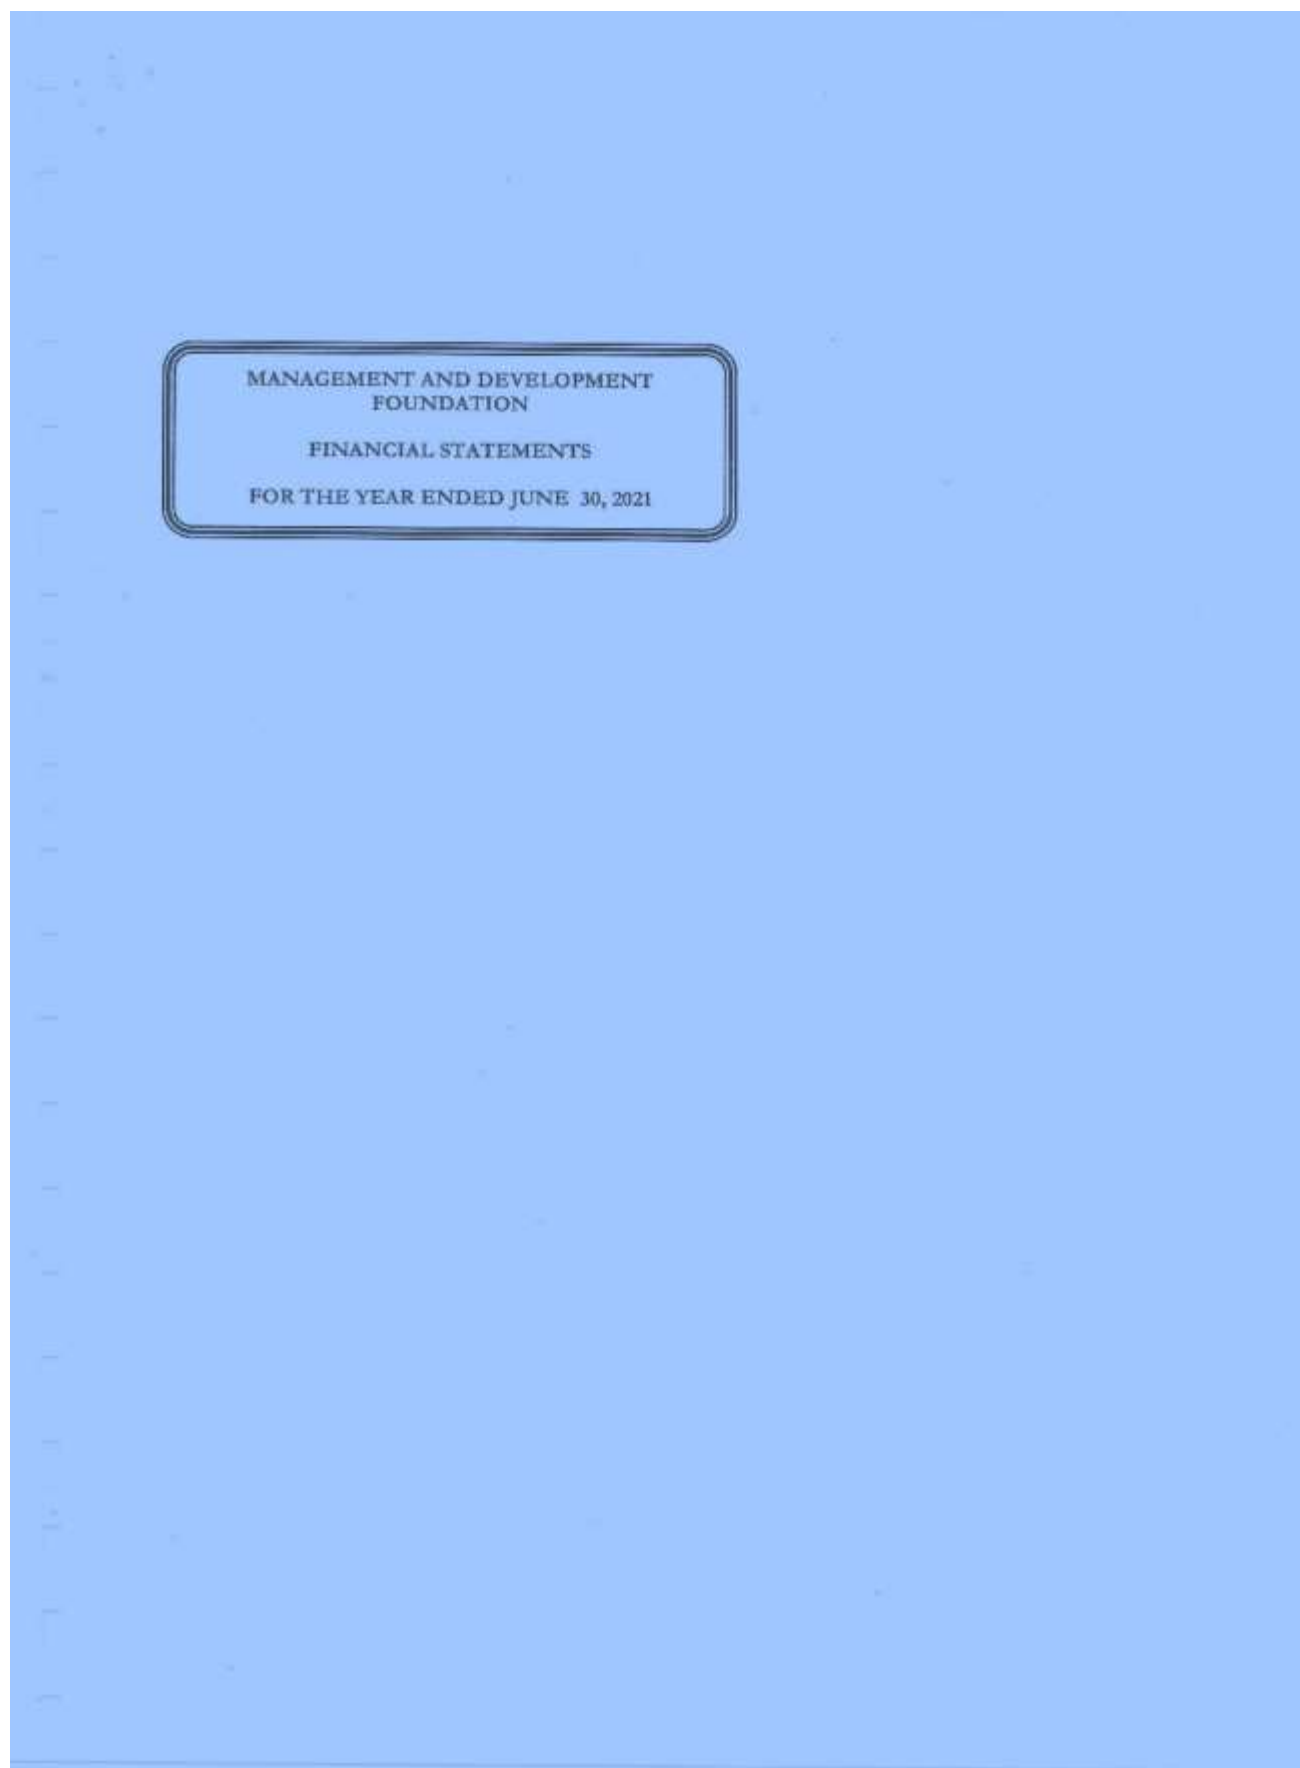 MANAGEMENT AND DEVELOPMENT
FOUNDATION
FINANCIAL STATEMENTS
FOR THE YEAR ENDED JUNE 30, 2021